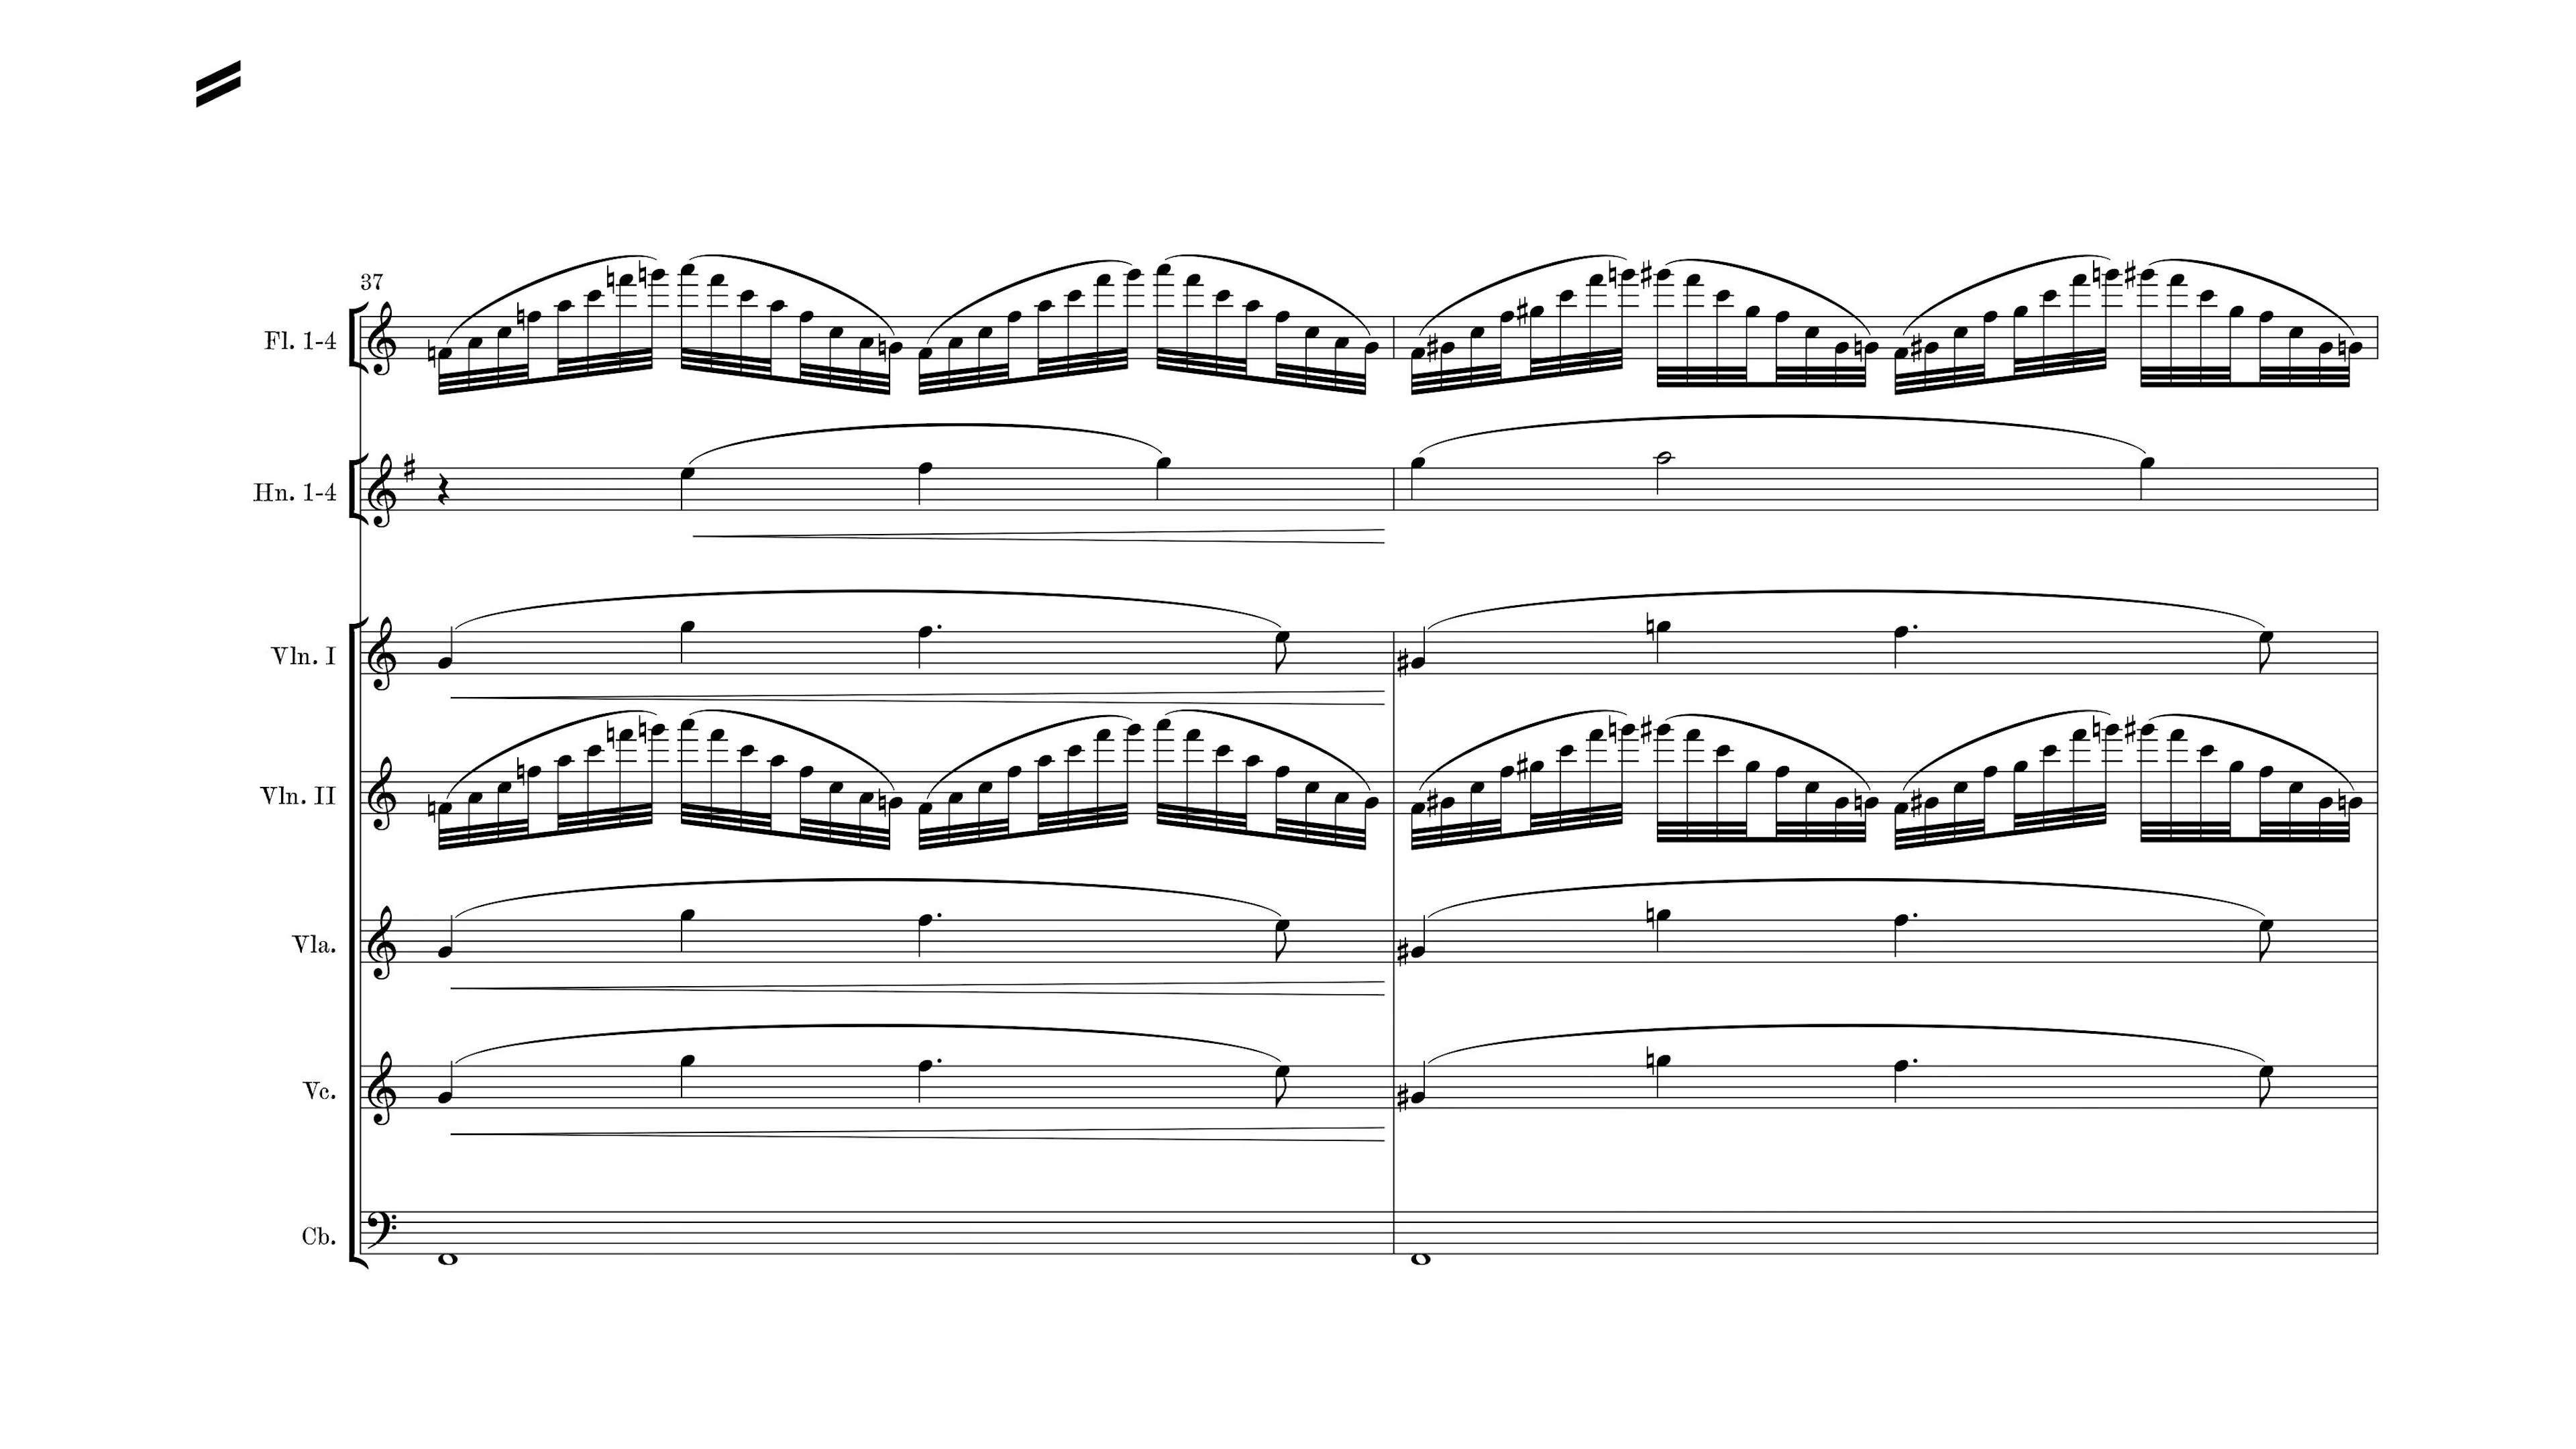 37
Fl. 1-4
Hn. 1-4
Vln. I
Vln. II
Vla.
Vc.
Cb.